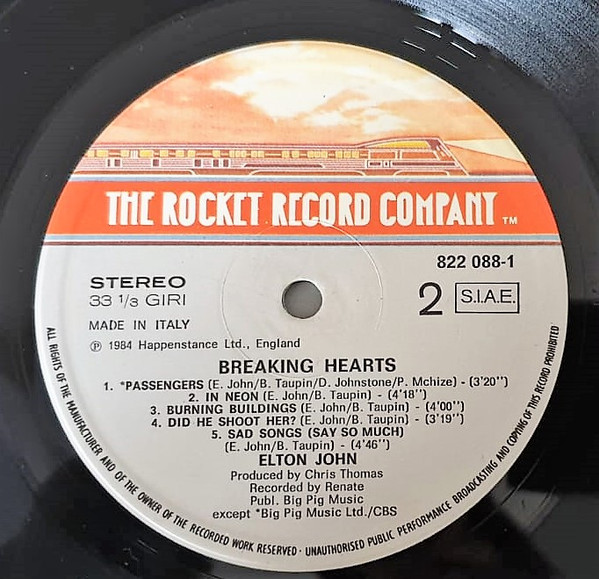 THE ROCKET RECORD COMPANY TM
822 088-1
STEREO
33 1/3 GIRI
2 S.I.A.E.
MADE IN ITALY
℗ 1984 Happenstance Ltd., England
BREAKING HEARTS
1. *PASSENGERS (E. John/B. Taupin/D. Johnstone/P. Mchize) - (3'20'')
2. IN NEON (E. John/B. Taupin) - (4'18'')
3. BURNING BUILDINGS (E. John/B. Taupin) - (4'00'')
4. DID HE SHOOT HER? (E. John/B. Taupin) - (3'19'')
5. SAD SONGS (SAY SO MUCH)
(E. John/B. Taupin) - (4'46'')
ELTON JOHN
Produced by Chris Thomas
Recorded by Renate
Publ. Big Pig Music
except *Big Pig Music Ltd./CBS
ALL RIGHTS OF THE MANUFACTURER AND OF THE OWNER OF THE RECORDED WORK RESERVED - UNAUTHORISED PUBLIC PERFORMANCE BROADCASTING AND COPYING OF THIS RECORD PROHIBITED